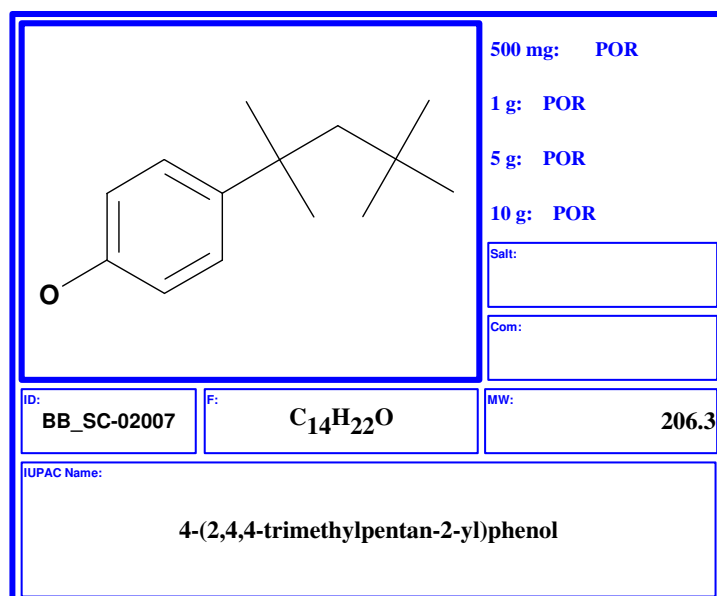 500 mg: POR
1 g: POR
5 g: POR
10 g: POR
O
Salt:
Com:
ID:
BB_SC-02007
F:
C14H22O
MW:
206.3
IUPAC Name:
4-(2,4,4-trimethylpentan-2-yl)phenol